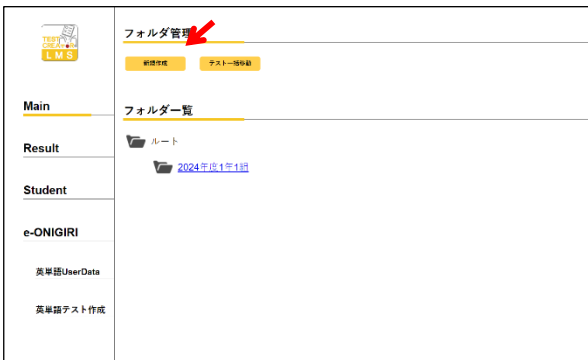 TEST
CREATOR
LMS
フォルダ管理
新規作成
テスト一括移動
Main
フォルダ一覧
ルート
Result
2024年度1年1組
Student
e-ONIGIRI
英単語UserData
英単語テスト作成